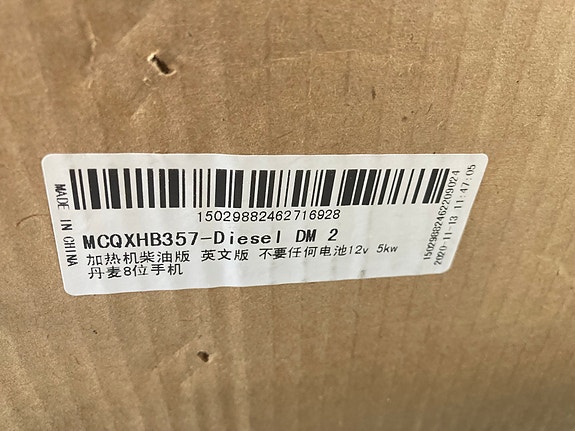 MADE IN CHINA
15029882462716928
MCQXHB357-Diesel DM 2
加热机柴油版 英文版 不要任何电池12v 5kw
丹麦8位手机
15029882462209024
2020-11-13 11:47:05